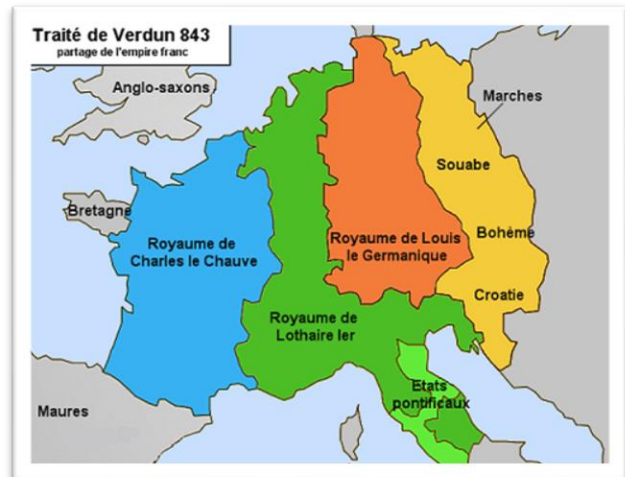 Traité de Verdun 843
partage de l'empire franc
Anglo-saxons
Marches
Souabe
Bretagne
Royaume de
Charles le Chauve
Royaume de Louis
le Germanique
Bohême
Croatie
Royaume de
Lothaire Ier
Etats
pontificaux
Maures